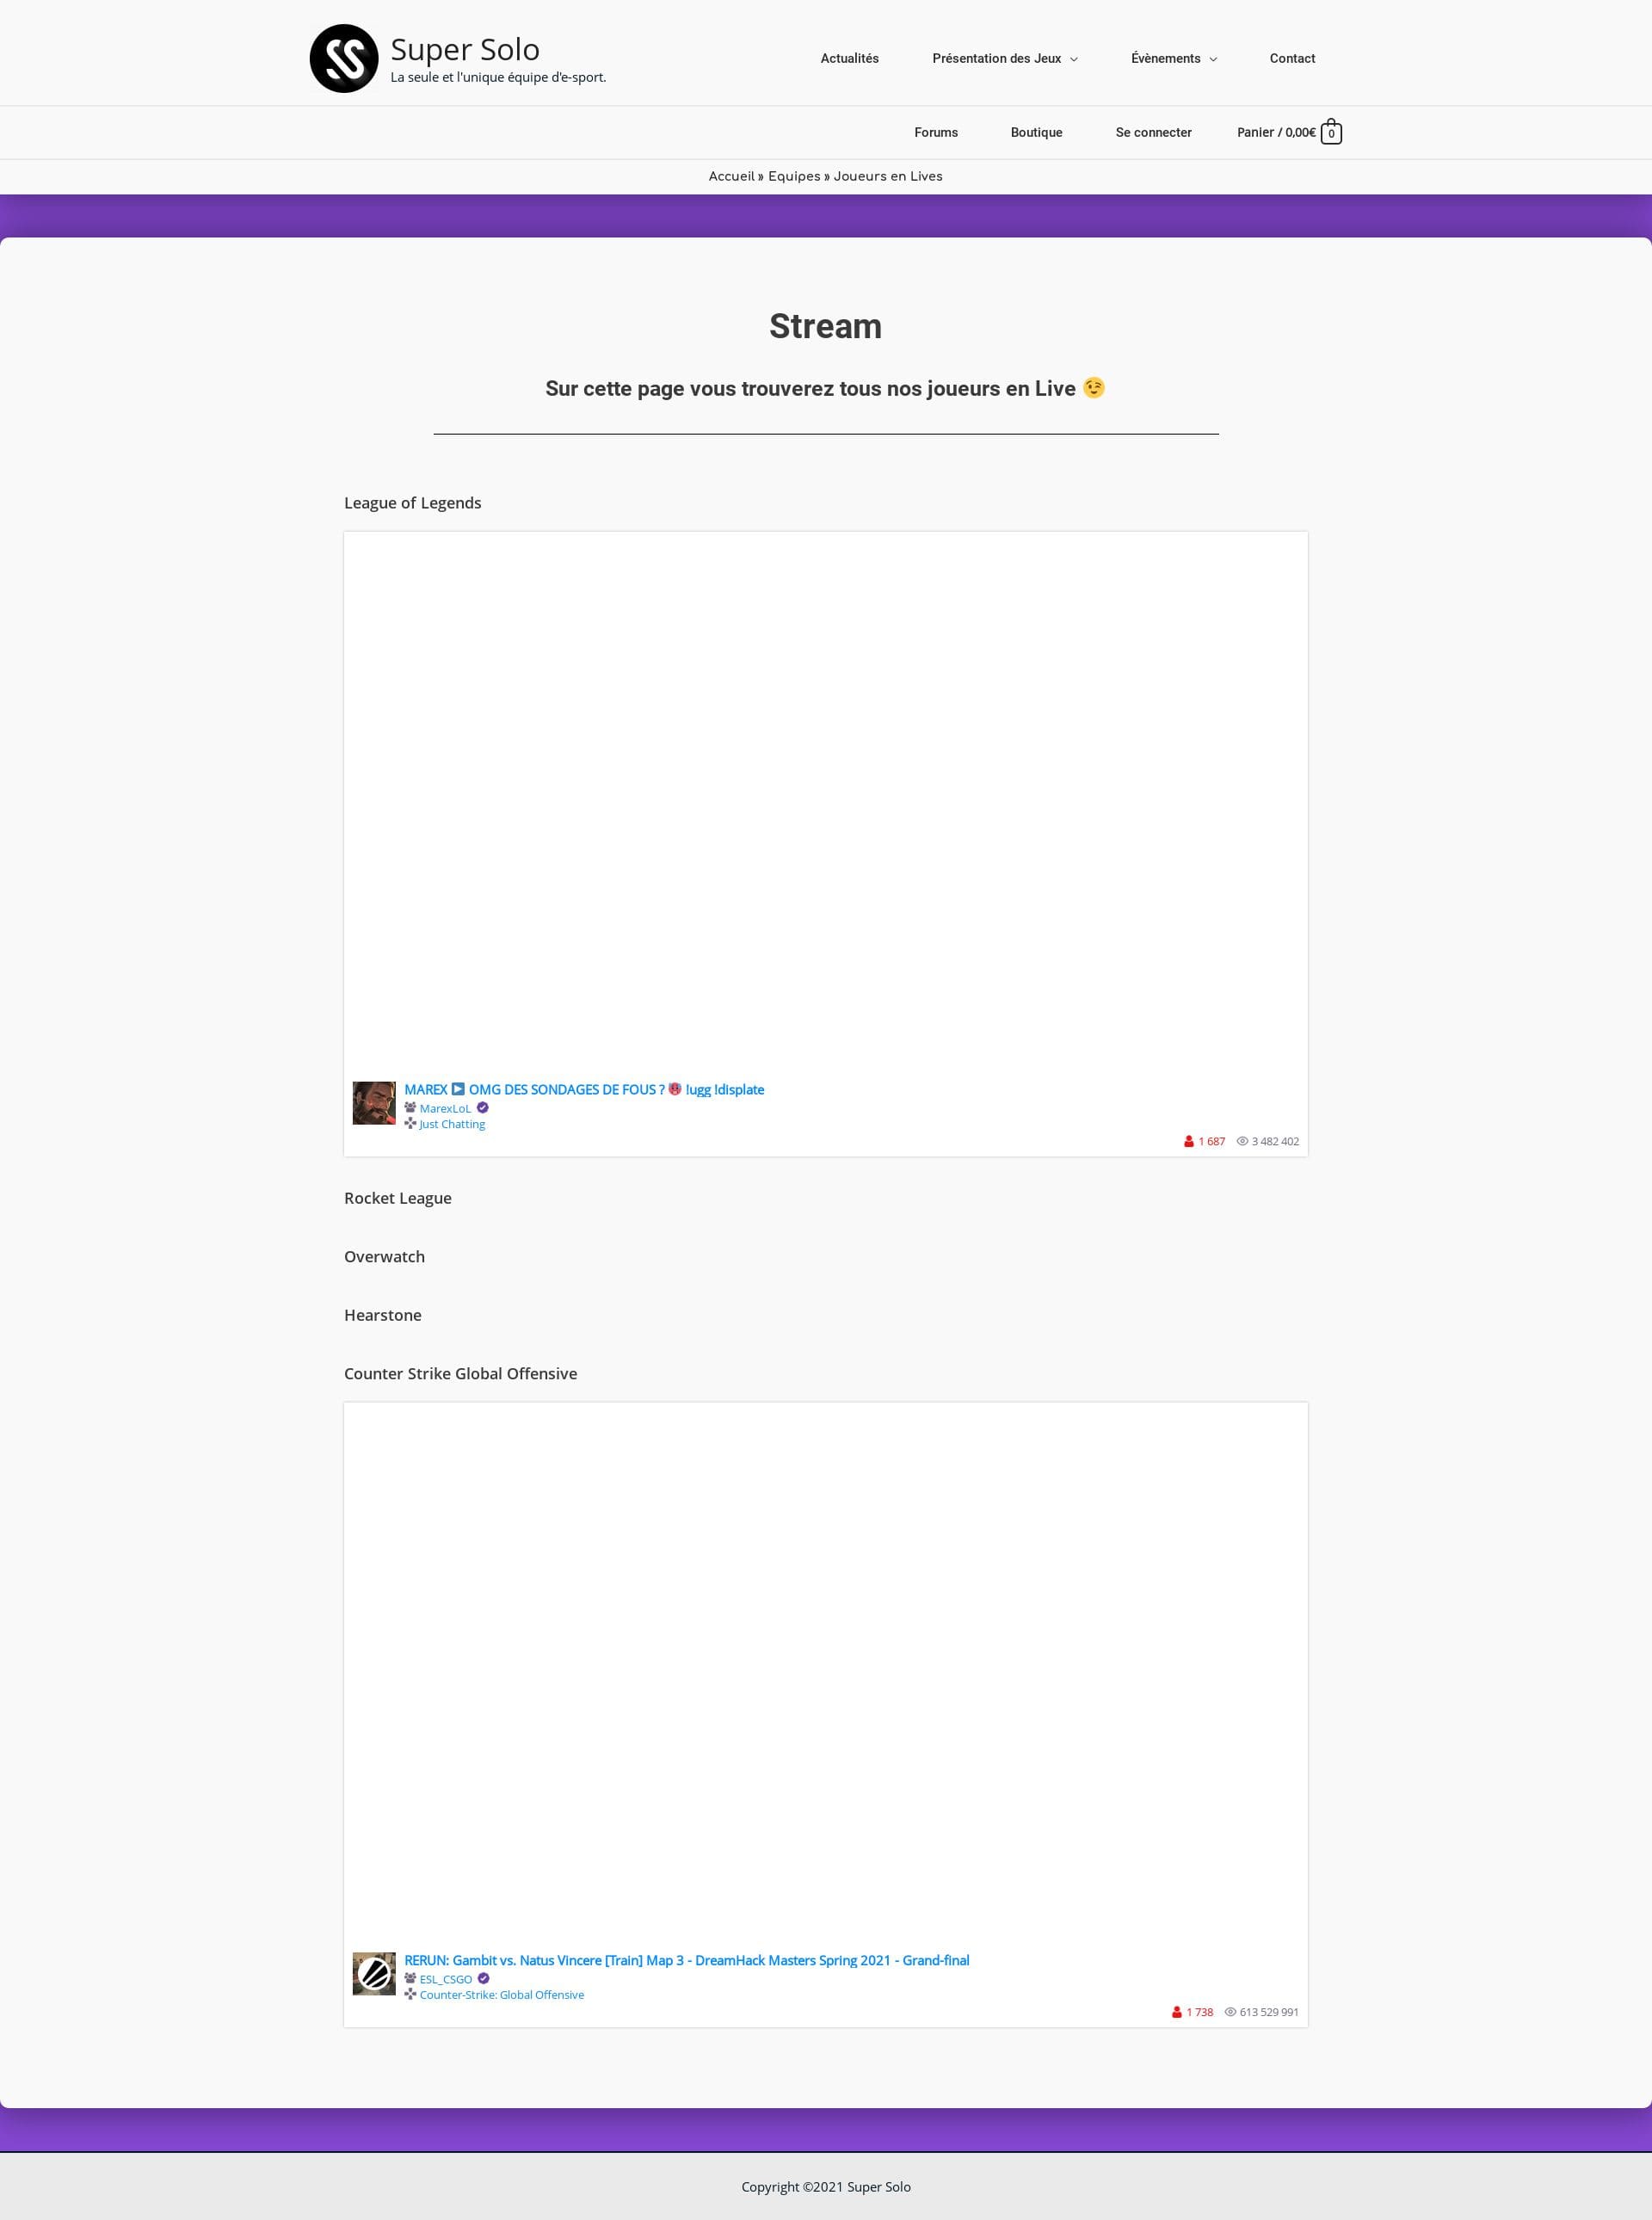 Super Solo
La seule et l'unique équipe d'e-sport.
Actualités
Présentation des Jeux
Évènements
Contact
Forums
Boutique
Se connecter
Panier / 0,00€ 0
Accueil » Equipes » Joueurs en Lives
Stream
Sur cette page vous trouverez tous nos joueurs en Live 😉
League of Legends
MAREX ▶️ OMG DES SONDAGES DE FOUS ? !ugg !displate
MarexLoL
Just Chatting
1 687 3 482 402
Rocket League
Overwatch
Hearstone
Counter Strike Global Offensive
RERUN: Gambit vs. Natus Vincere [Train] Map 3 - DreamHack Masters Spring 2021 - Grand-final
ESL_CSGO
Counter-Strike: Global Offensive
1 738 613 529 991
Copyright ©2021 Super Solo